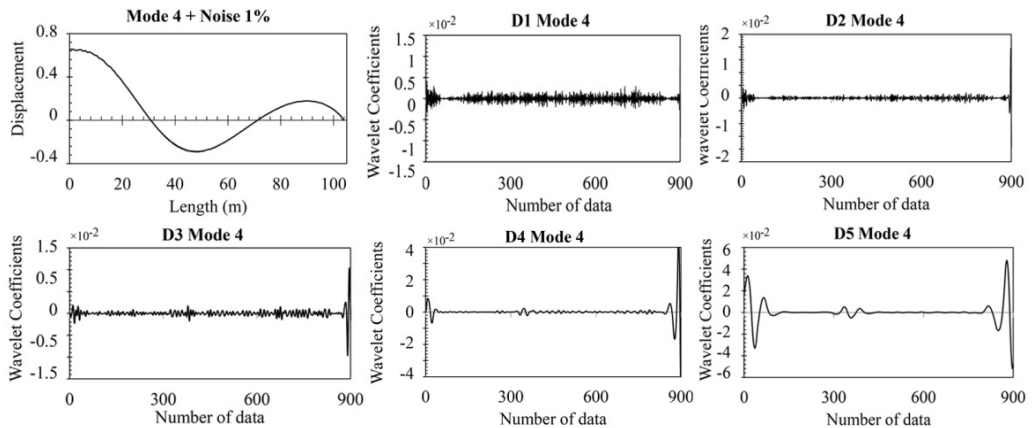 Mode 4 + Noise 1%
0.8
0.4
0
-0.4
Displacement
0 20 40 60 80 100
Length (m)
D1 Mode 4
×10⁻²
1.5
1
0.5
0
-0.5
-1
-1.5
Wavelet Coefficients
0 300 600 900
Number of data
D2 Mode 4
×10⁻²
2
1
0
-1
-2
Wavelet Coefficients
0 300 600 900
Number of data
D3 Mode 4
×10⁻²
1.5
0.5
0
-0.5
-1.5
Wavelet Coefficients
0 300 600 900
Number of data
D4 Mode 4
×10⁻²
4
2
0
-2
-4
Wavelet Coefficients
0 300 600 900
Number of data
D5 Mode 4
×10⁻²
6
4
2
0
-2
-4
-6
Wavelet Coefficients
0 300 600 900
Number of data